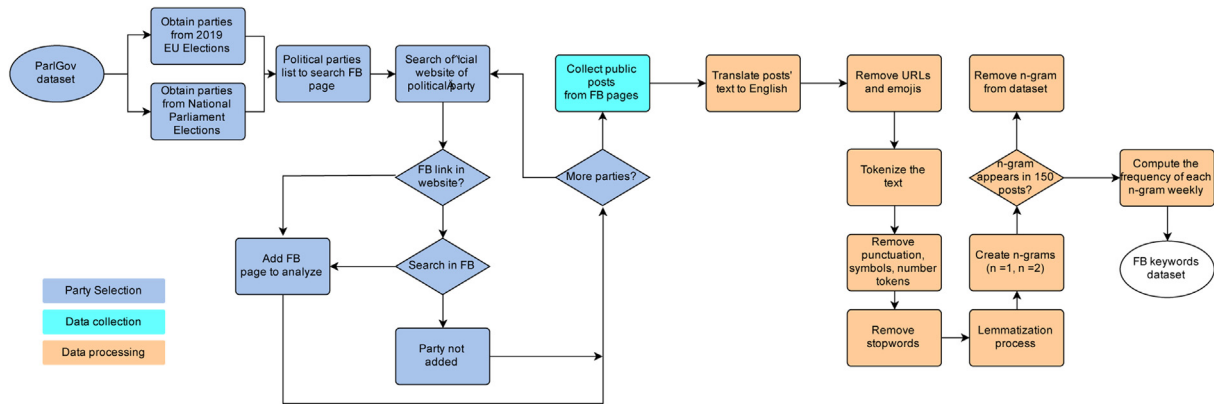 ParlGov
dataset
Obtain parties
from 2019
EU Elections
Obtain parties
from National
Parliament
Elections
Political parties
list to search FB
page
Search of
website of
political party
FB link in
website?
Search in FB
Add FB
page to analyze
Party not
added
More parties?
Collect public
posts
from FB pages
Translate posts'
text to English
Remove URLs
and emojis
Tokenize the
text
Remove
punctuation,
symbols, number
tokens
Remove
stopwords
Lemmatization
process
Create n-grams
(n =1, n =2)
n-gram
appears in 150
posts?
Remove n-gram
from dataset
Compute the
frequency of each
n-gram weekly
FB keywords
dataset
Party Selection
Data collection
Data processing